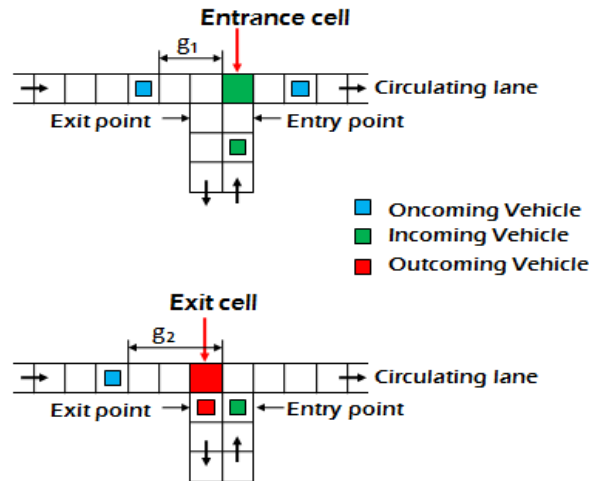 Entrance cell
g₁
Circulating lane
Exit point
Entry point
Oncoming Vehicle
Incoming Vehicle
Outcoming Vehicle
Exit cell
g₂
Circulating lane
Exit point
Entry point